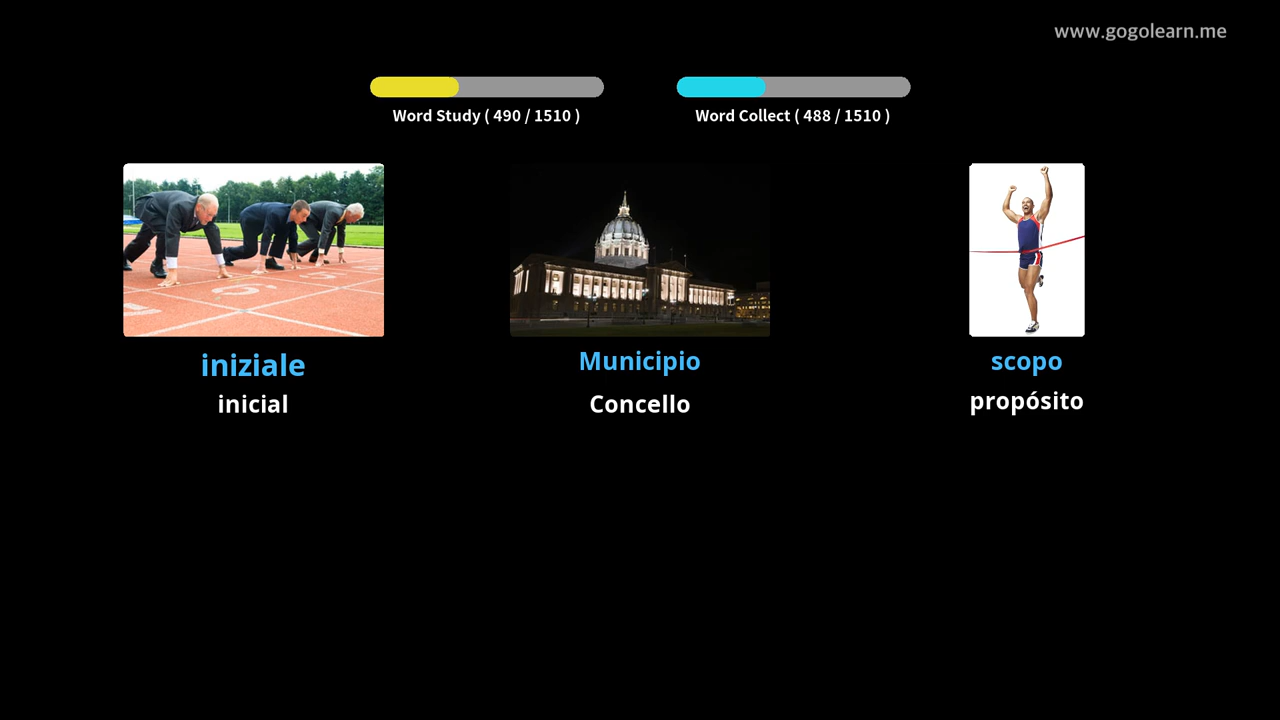 www.gogolearn.me
Word Study ( 490 / 1510 )
Word Collect ( 488 / 1510 )
iniziale
inicial
Municipio
Concello
scopo
propósito